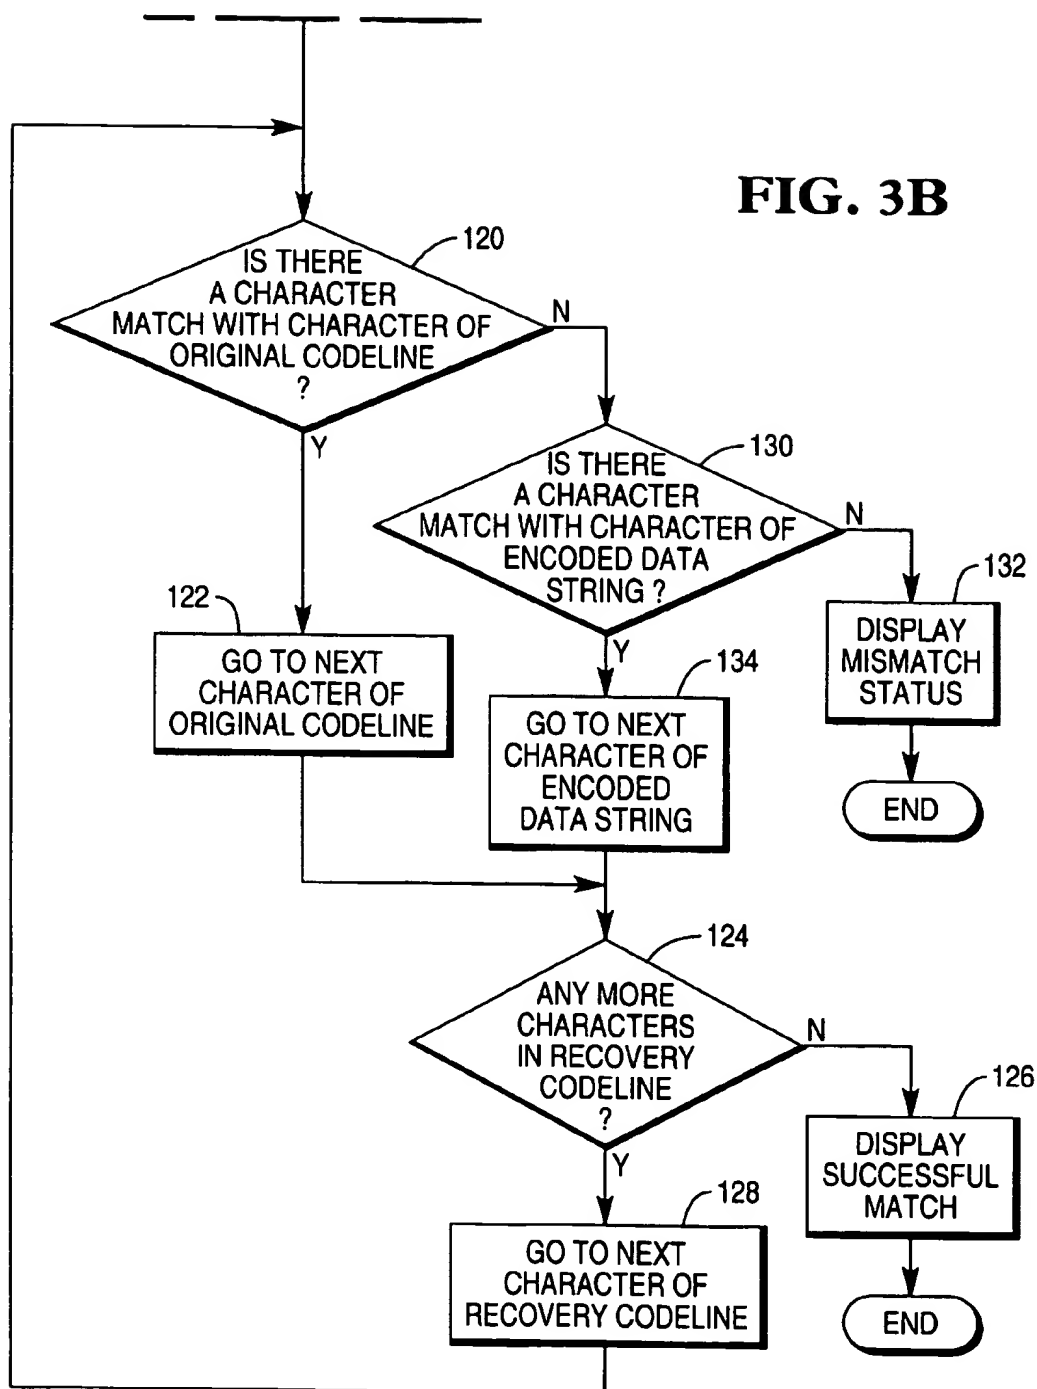 FIG. 3B
120
IS THERE
A CHARACTER
MATCH WITH CHARACTER OF
ORIGINAL CODELINE
?
N
Y
130
IS THERE
A CHARACTER
MATCH WITH CHARACTER OF
ENCODED DATA
STRING ?
N
Y
122
GO TO NEXT
CHARACTER OF
ORIGINAL CODELINE
132
DISPLAY
MISMATCH
STATUS
END
134
GO TO NEXT
CHARACTER OF
ENCODED
DATA STRING
124
ANY MORE
CHARACTERS
IN RECOVERY
CODELINE
?
N
Y
126
DISPLAY
SUCCESSFUL
MATCH
END
128
GO TO NEXT
CHARACTER OF
RECOVERY CODELINE